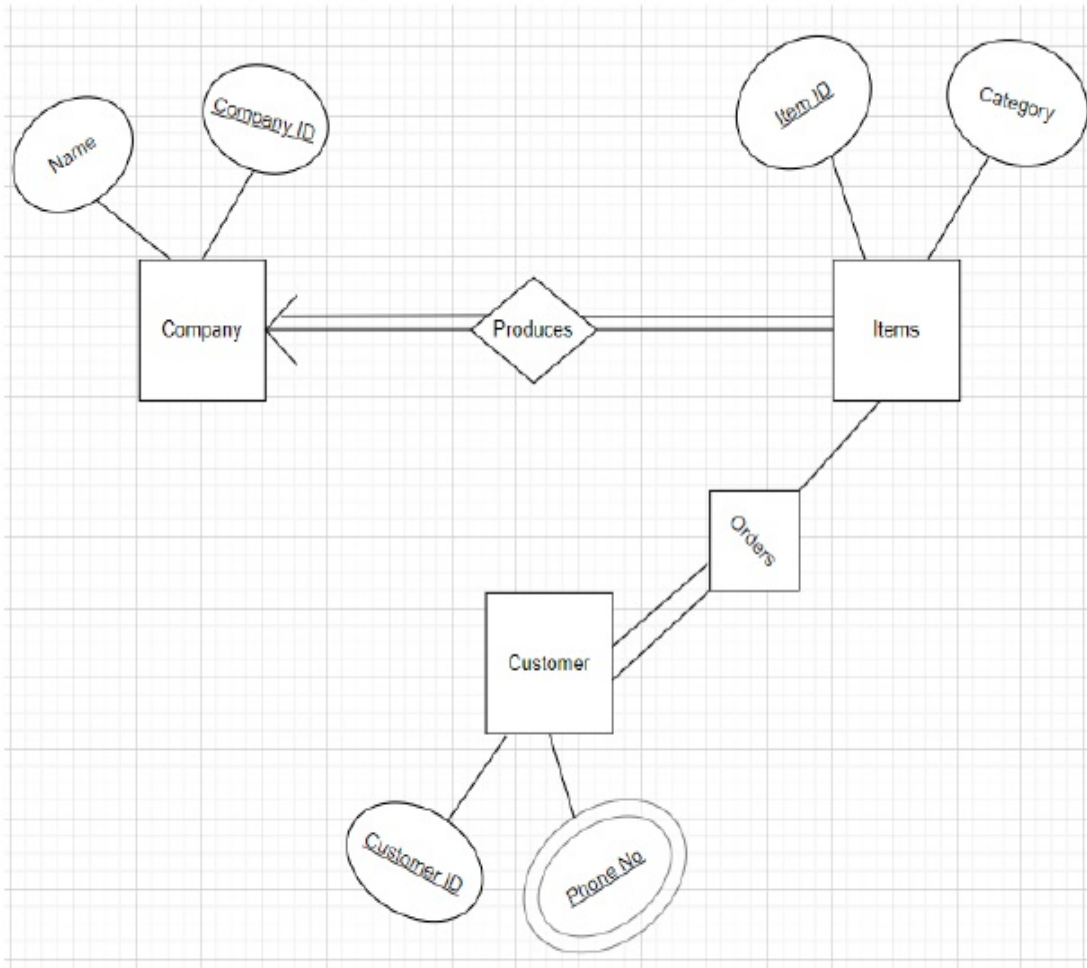 Name
Company ID
Item ID
Category
Company
Produces
Items
Orders
Customer
Customer ID
Phone No